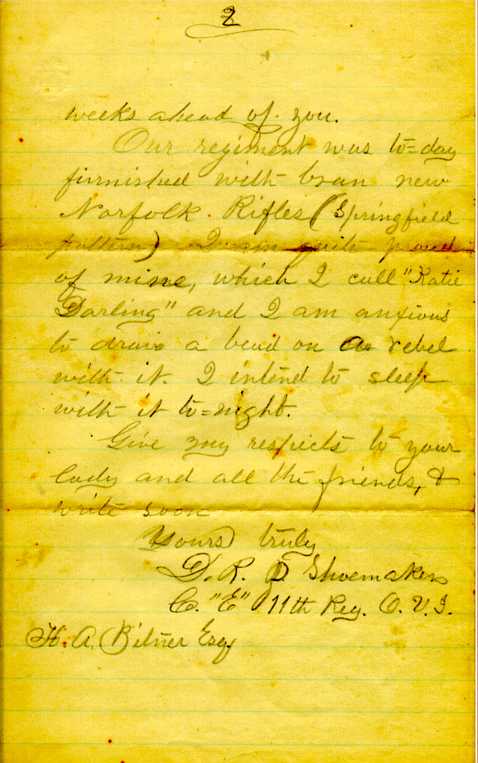 2
weeks ahead of you.
Our regiment was to=day
furnished with bran new
Norfolk Rifles (Springfield
pattern) I am quite proud
of mine, which I call "Katie
Darling" and I am anxious
to draw a bead on a rebel
with it. I intend to sleep
with it to=night.
Give my respects to your
lady and all the friends, &
write soon
Yours truly
D. R. D Shoemaker
Co. "E" 11th Reg. O. V. I.
H. A. Bitner Esq.